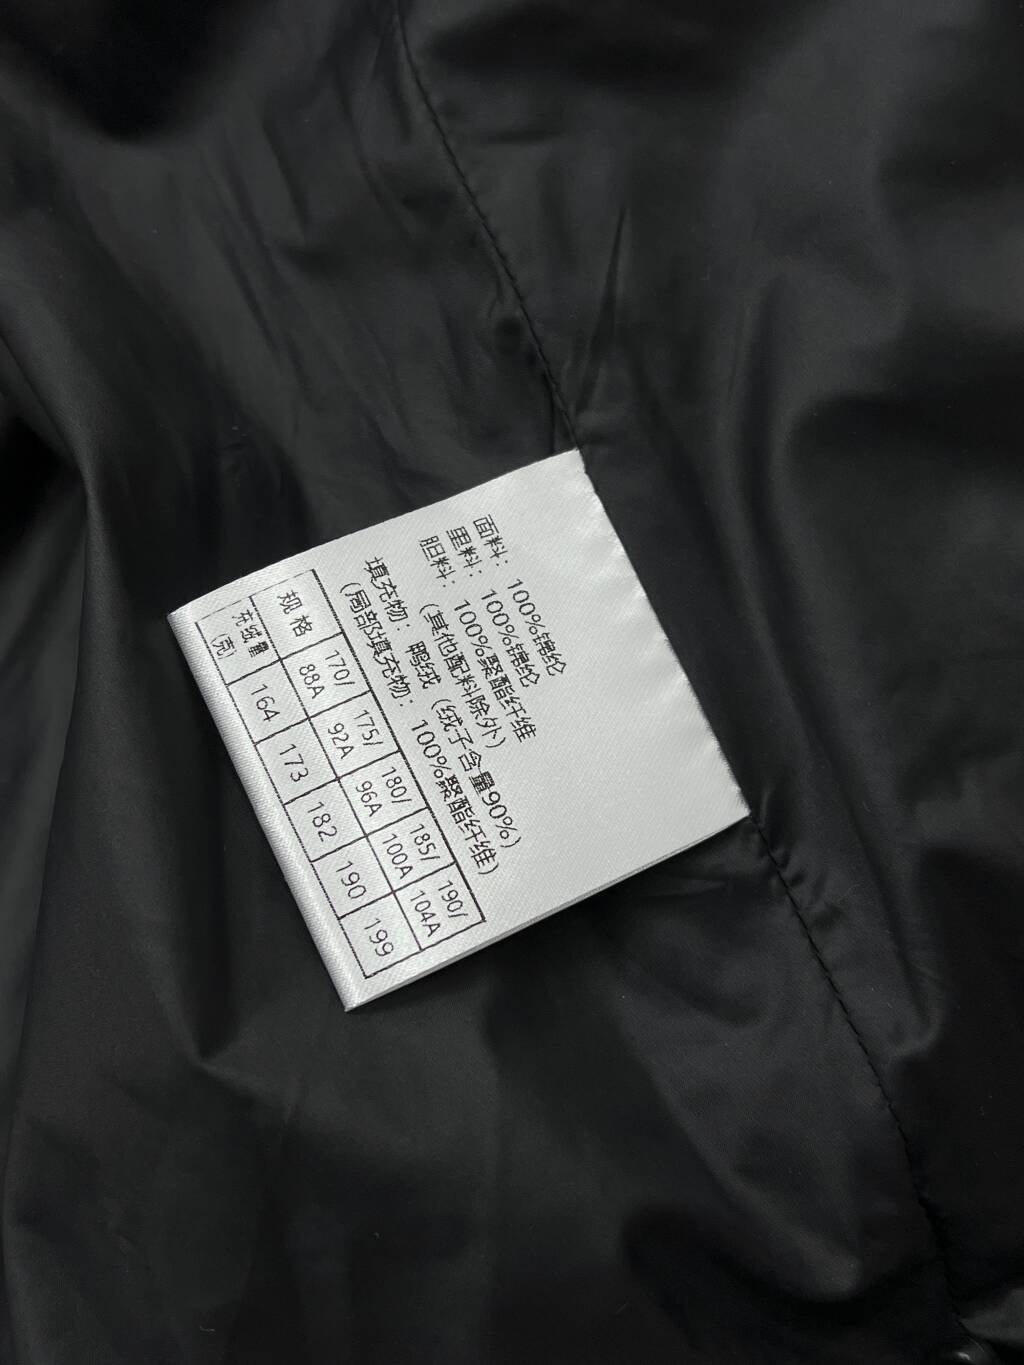 面料： 100%锦纶
里料： 100%锦纶
胆料： 100%聚酯纤维
(其他配料除外)
填充物： 鸭绒 (绒子含量90%)
(局部填充物： 100%聚酯纤维)
规格 170/88A 175/92A 180/96A 185/100A 190/104A
充绒量(克) 164 173 182 190 199